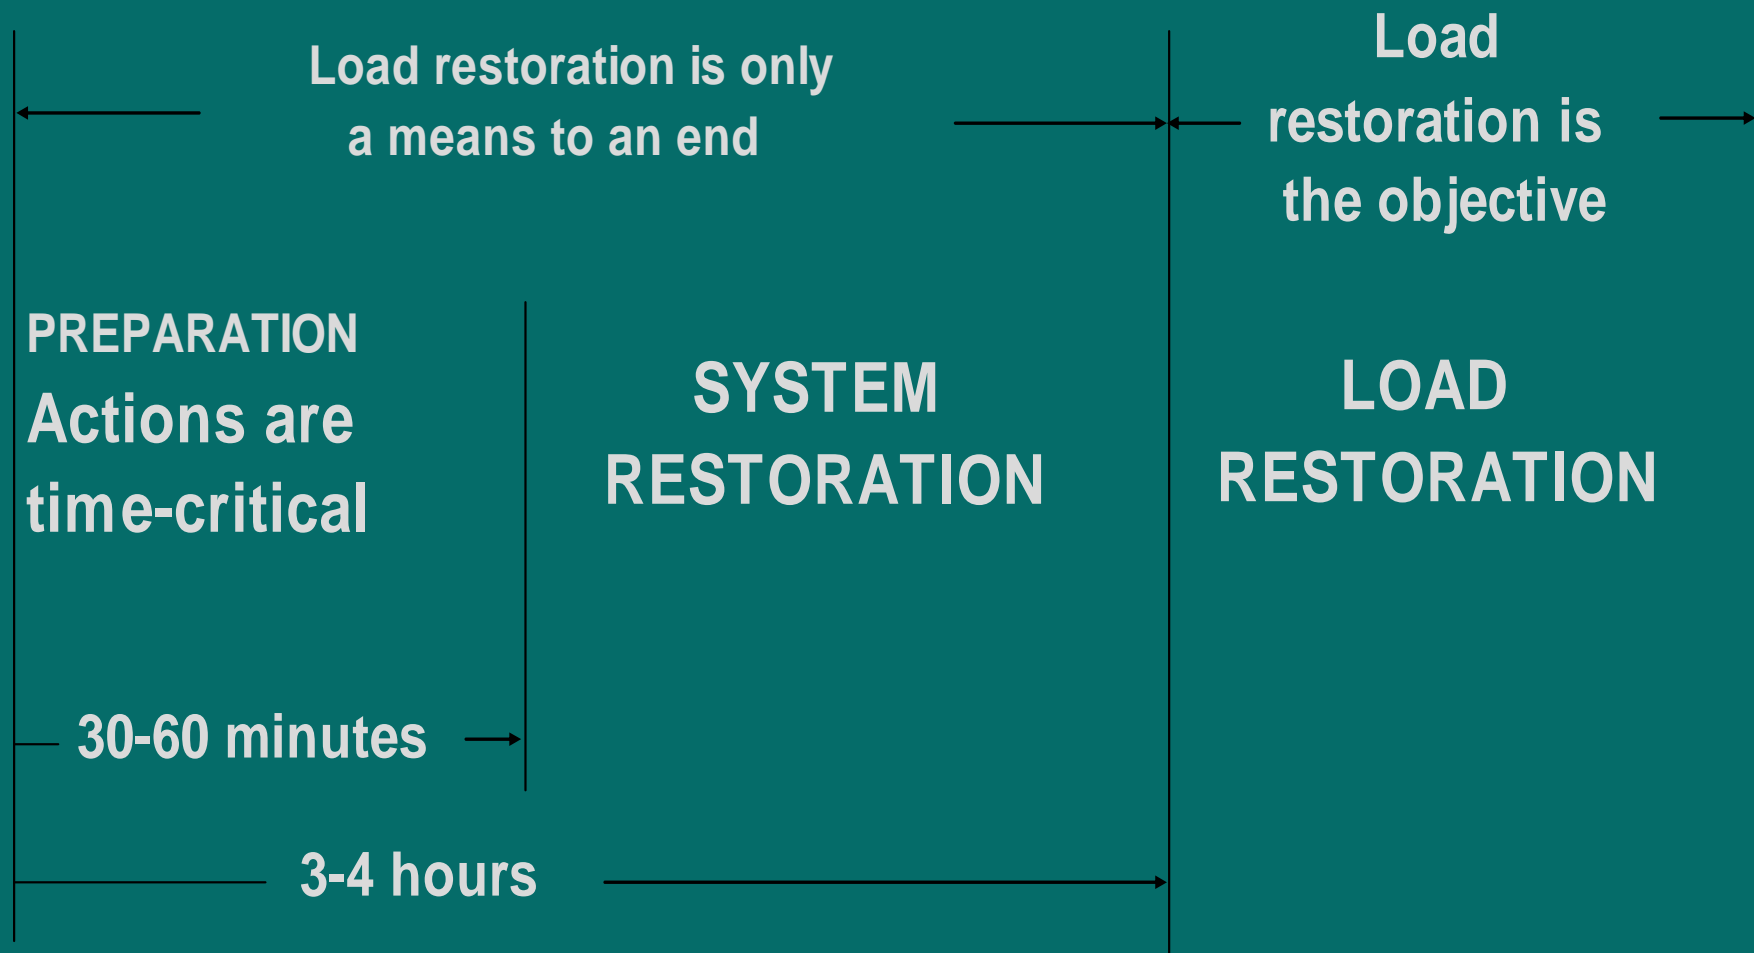 Load restoration is only
a means to an end
Load
restoration is
the objective
PREPARATION
Actions are
time-critical
SYSTEM
RESTORATION
LOAD
RESTORATION
30-60 minutes
3-4 hours